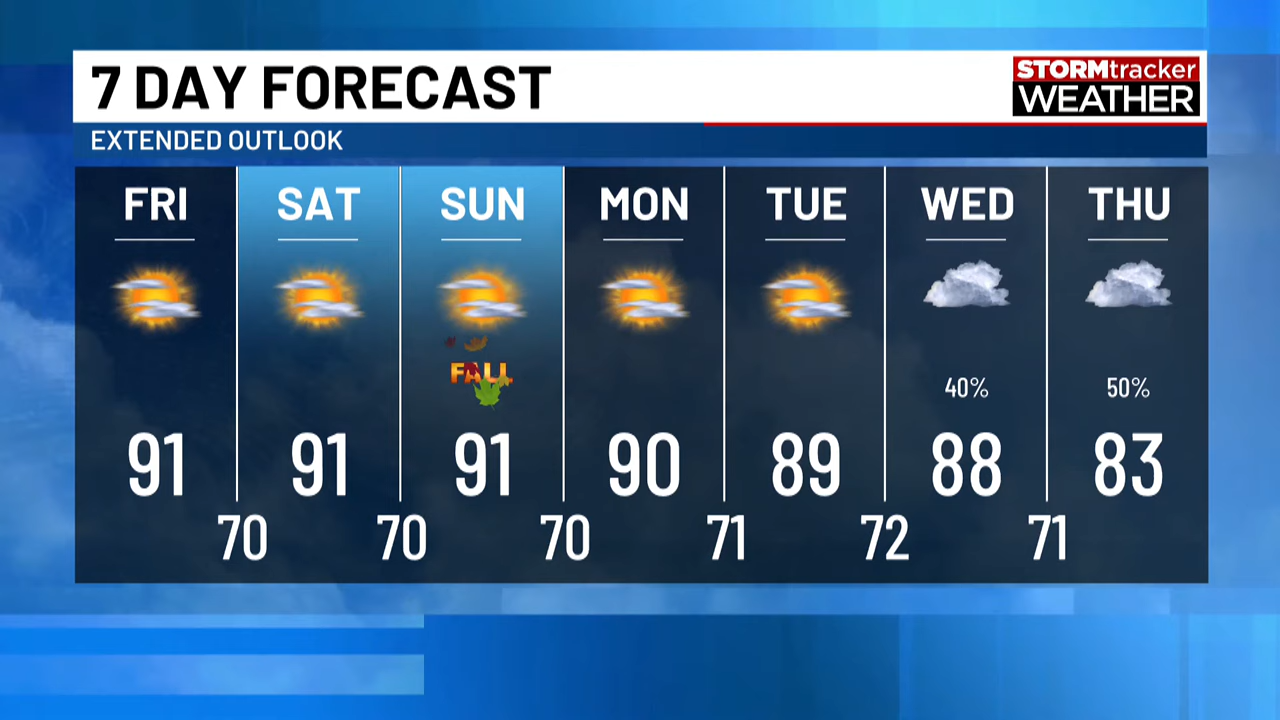 7 DAY FORECAST
STORMtracker
WEATHER
EXTENDED OUTLOOK
FRI SAT SUN MON TUE WED THU
FALL
40% 50%
91 91 91 90 89 88 83
70 70 70 71 72 71